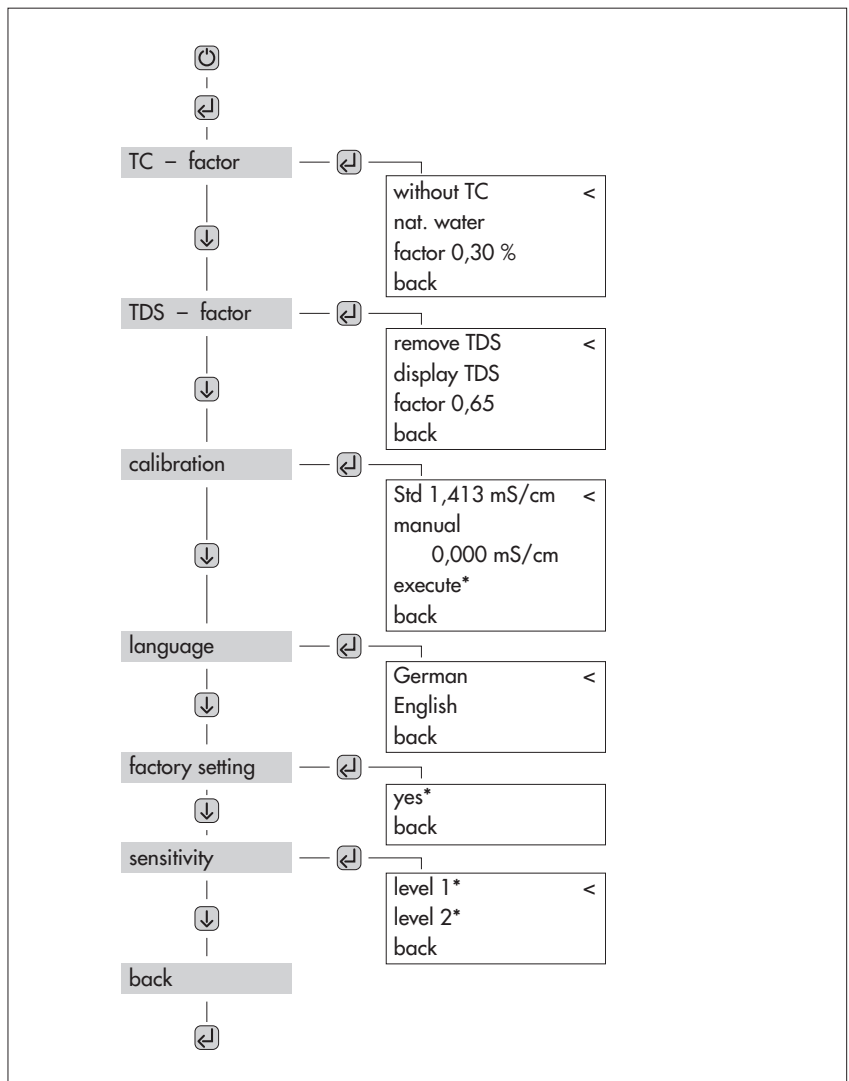 TC – factor
without TC <
nat. water
factor 0,30 %
back
TDS – factor
remove TDS <
display TDS
factor 0,65
back
calibration
Std 1,413 mS/cm <
manual
0,000 mS/cm
execute*
back
language
German <
English
back
factory setting
yes*
back
sensitivity
level 1* <
level 2*
back
back